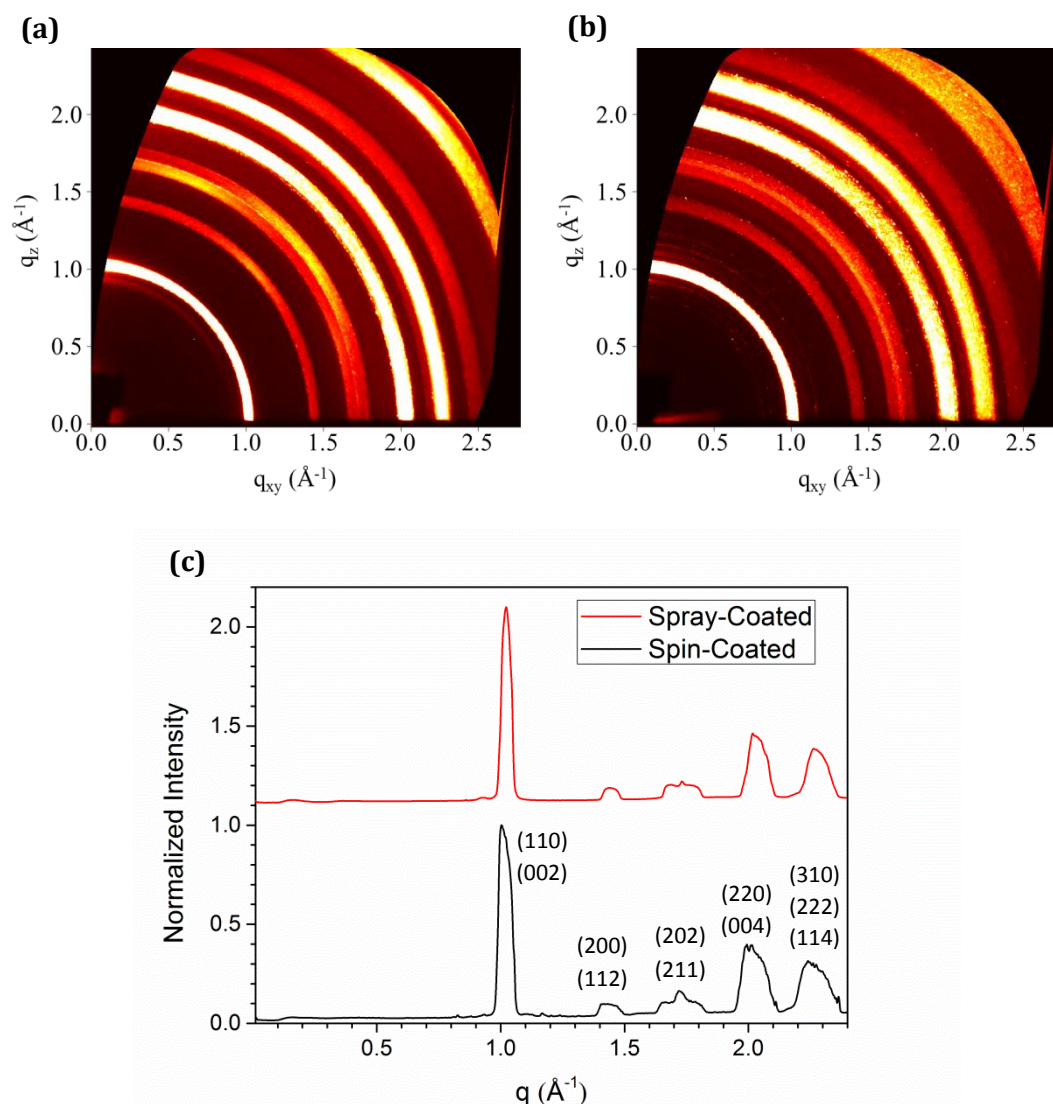 (a)
(b)
2.0
1.5
1.0
0.5
0.0
q_z (Å⁻¹)
0.0 0.5 1.0 1.5 2.0 2.5
q_xy (Å⁻¹)
2.0
1.5
1.0
0.5
0.0
q_z (Å⁻¹)
0.0 0.5 1.0 1.5 2.0 2.5
q_xy (Å⁻¹)
(c)
Spray-Coated
Spin-Coated
2.0
1.5
1.0
0.5
0.0
Normalized Intensity
(110)
(002)
(200)
(112)
(202)
(211)
(220)
(004)
(310)
(222)
(114)
0.5 1.0 1.5 2.0
q (Å⁻¹)